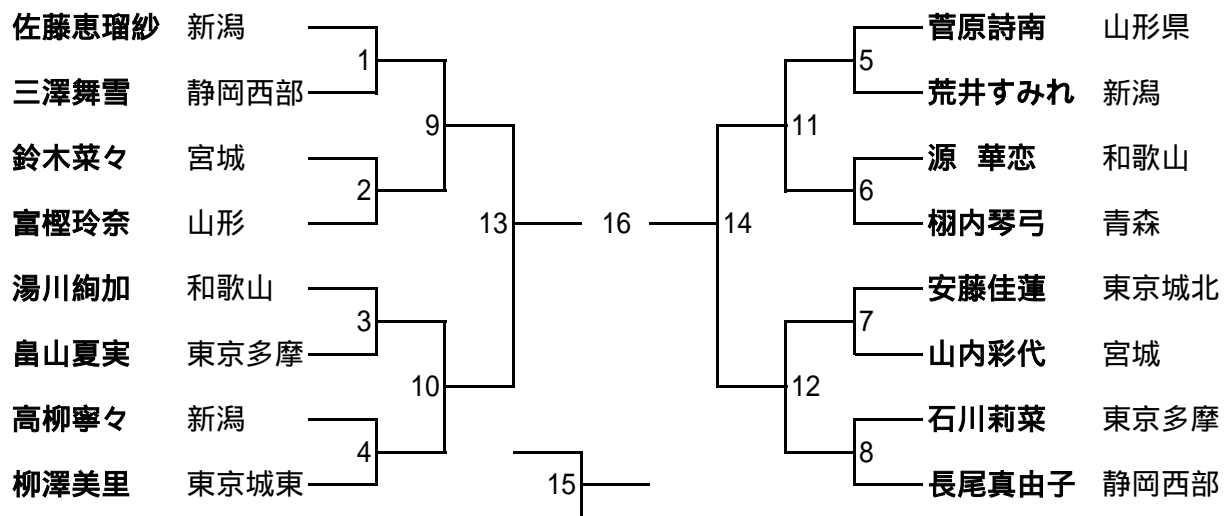 佐藤恵瑠紗 新潟
三澤舞雪 静岡西部
鈴木菜々 宮城
富樫玲奈 山形
湯川絢加 和歌山
畠山夏実 東京多摩
高柳寧々 新潟
柳澤美里 東京城東
1
2
3
4
9
10
13
16
15
14
11
12
5
6
7
8
菅原詩南 山形県
荒井すみれ 新潟
源 華恋 和歌山
栩内琴弓 青森
安藤佳蓮 東京城北
山内彩代 宮城
石川莉菜 東京多摩
長尾真由子 静岡西部